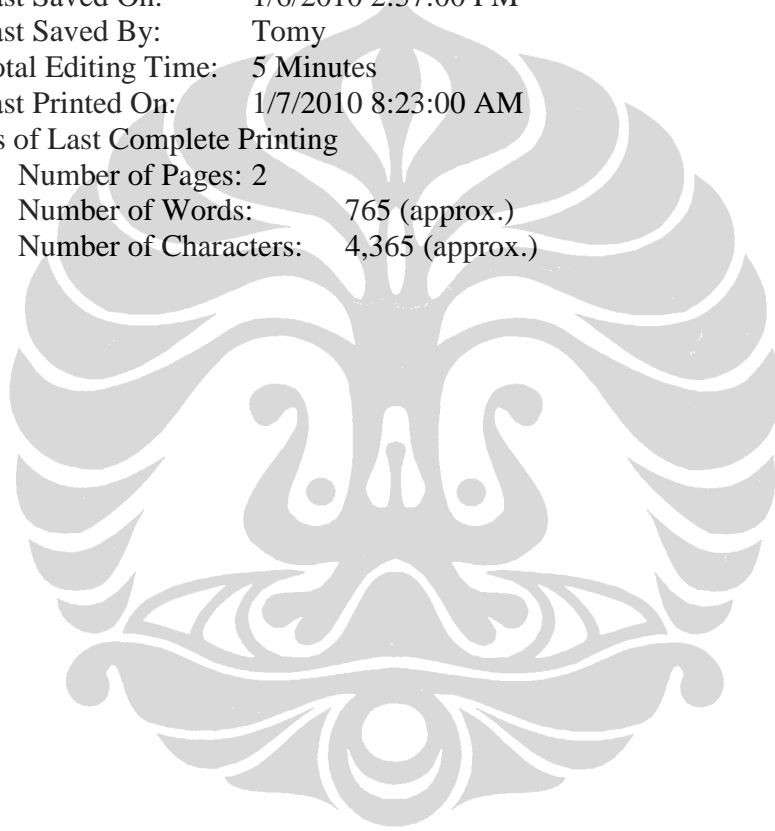 ast Saved By: Tomy
otal Editing Time: 5 Minutes
ast Printed On: 1/7/2010 8:23:00 AM
s of Last Complete Printing
Number of Pages: 2
Number of Words: 765 (approx.)
Number of Characters: 4,365 (approx.)